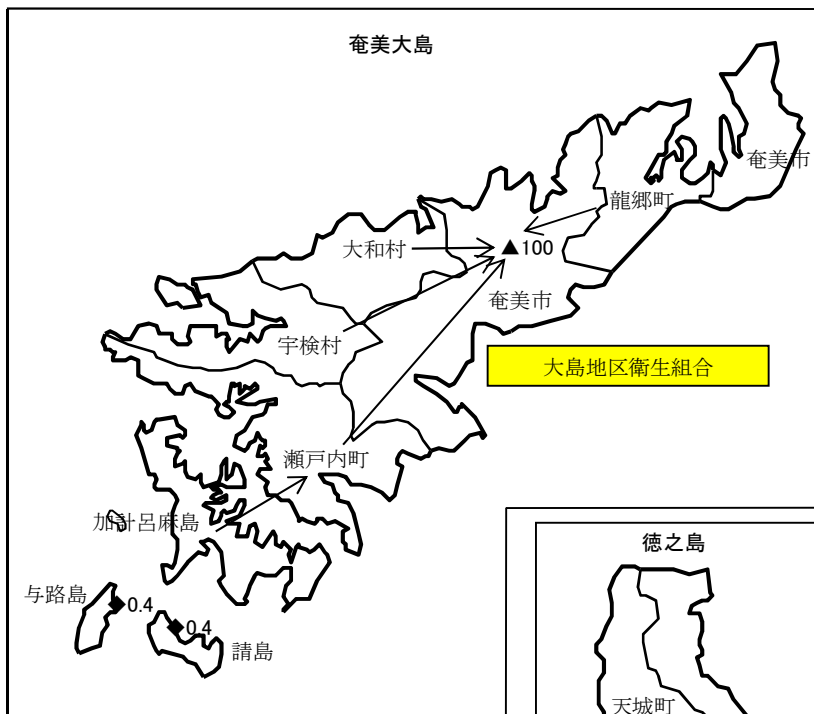 奄美大島
奄美市
龍郷町
大和村
▲100
奄美市
宇検村
大島地区衛生組合
瀬戸内町
加計呂麻島
与路島
◆0.4
◆0.4
請島
徳之島
天城町